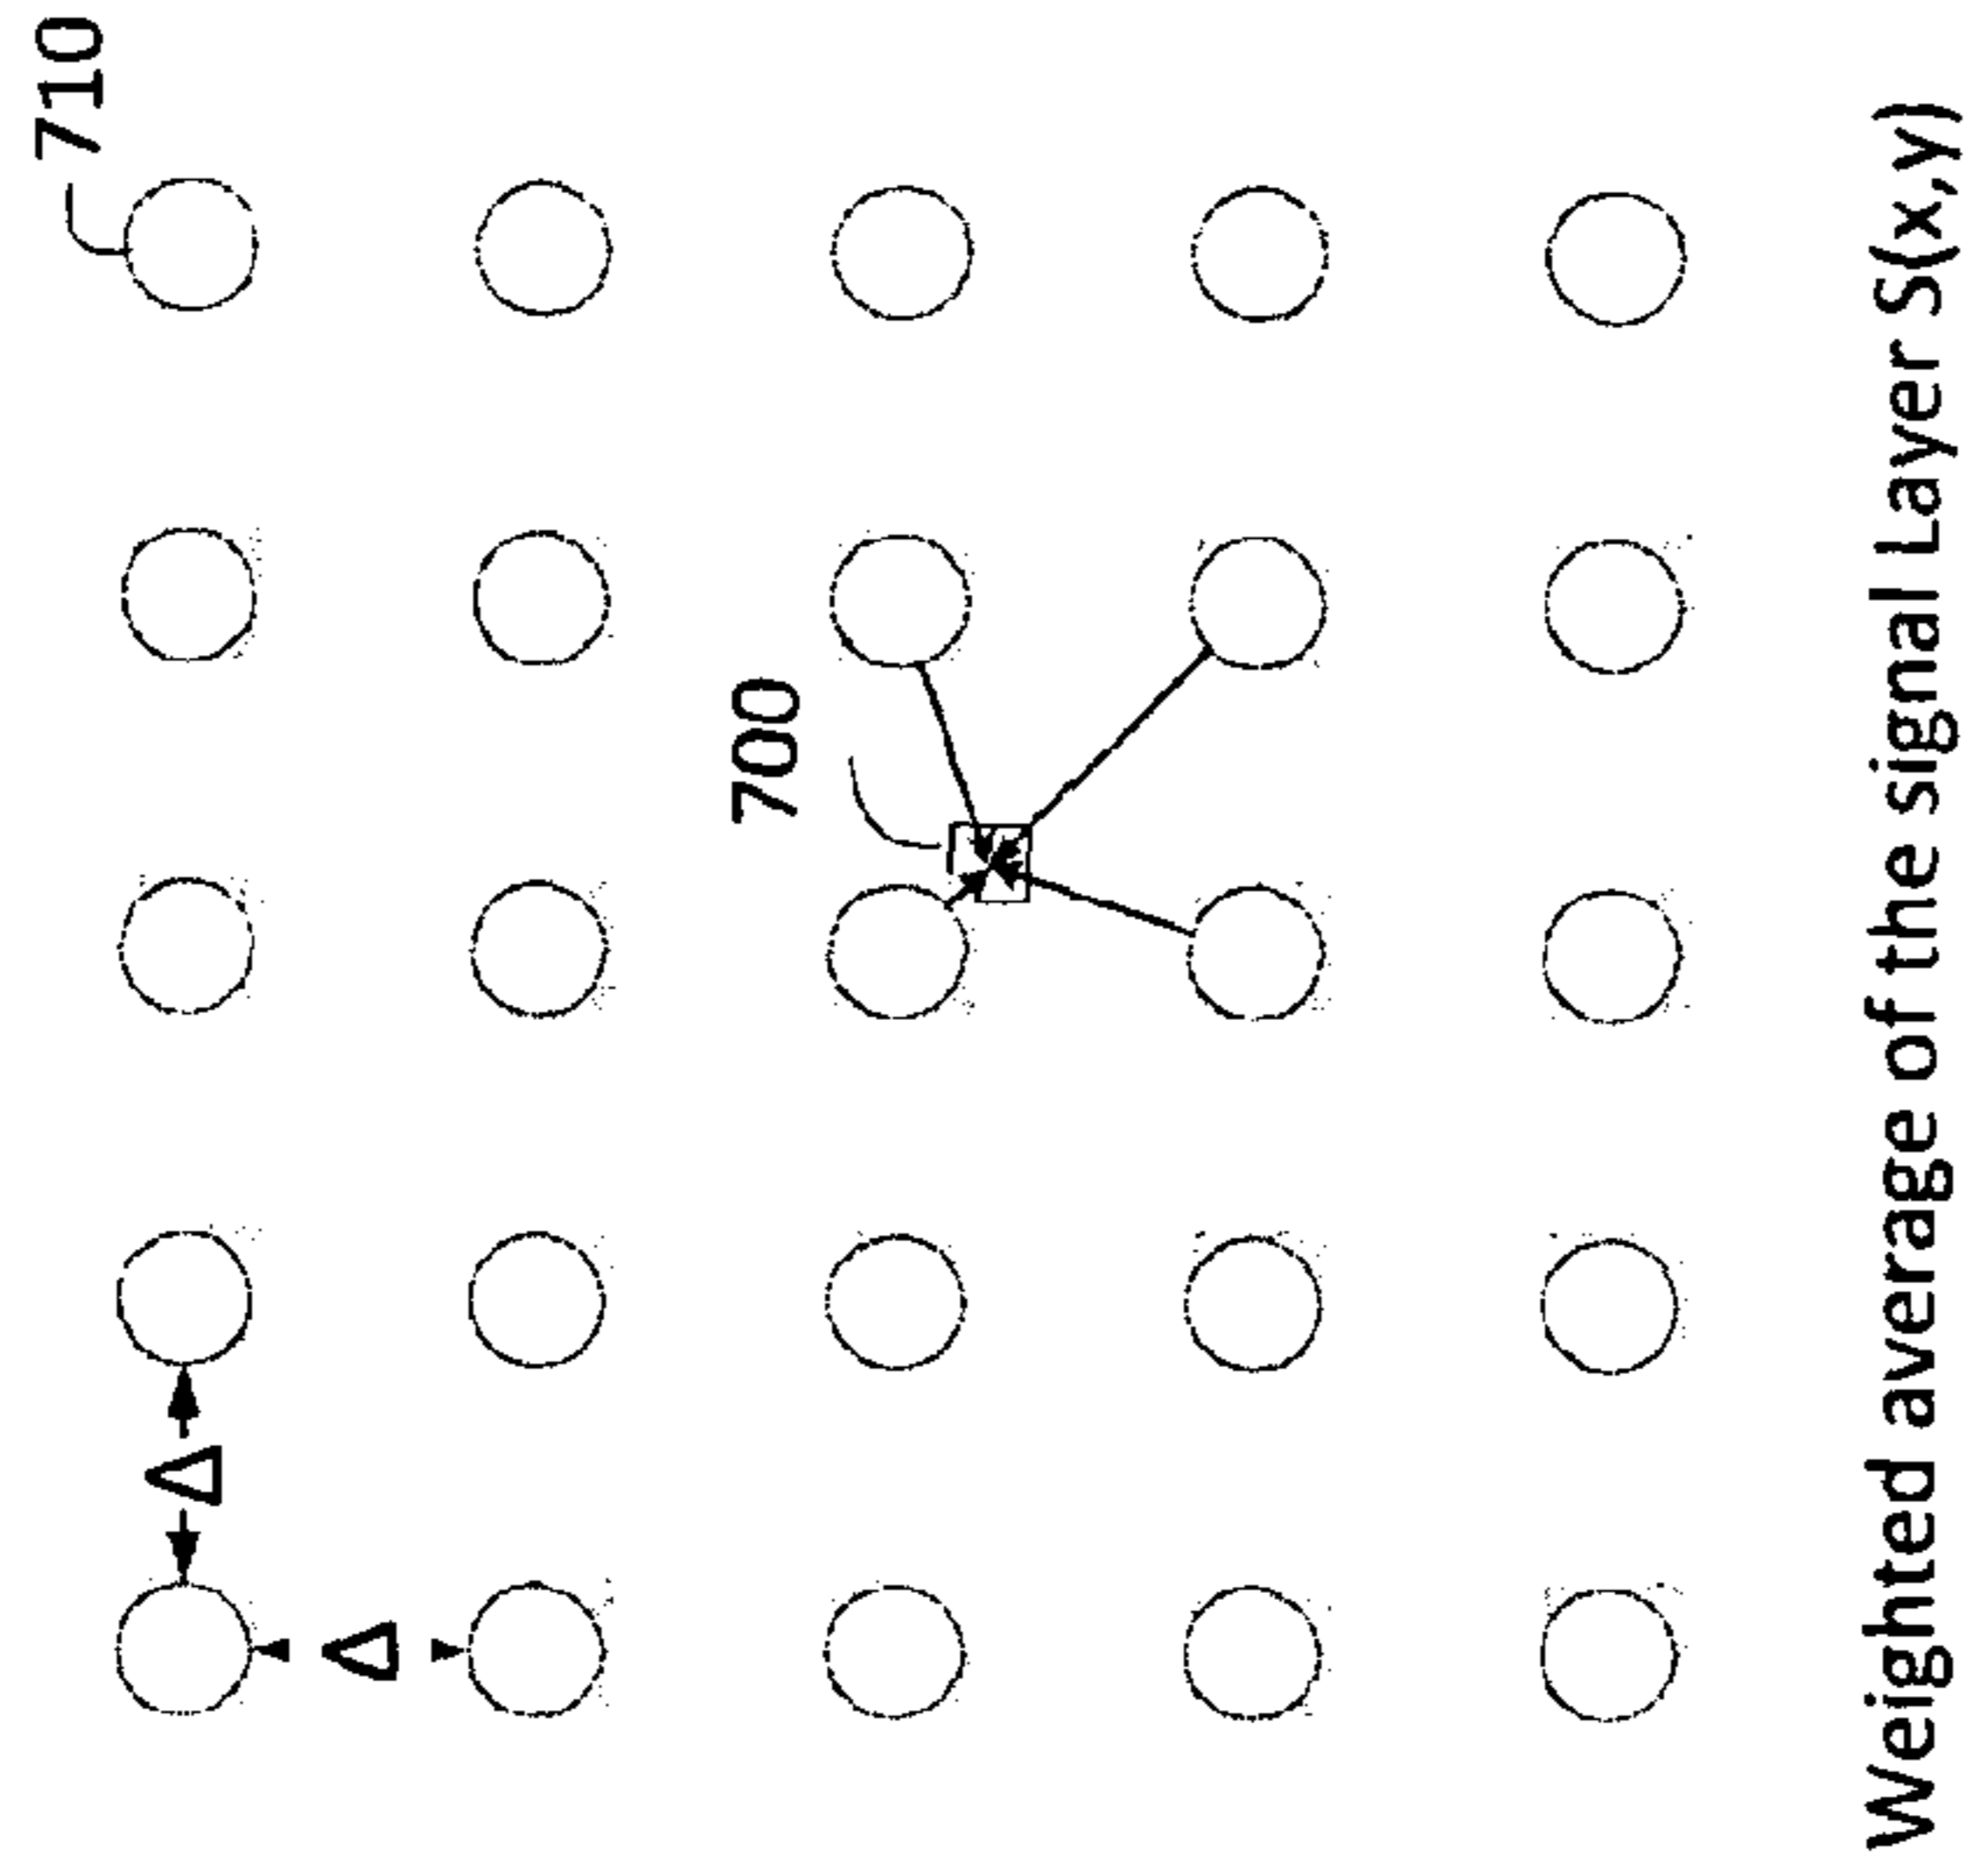 710
700
Δ
Δ
Weighted average of the signal Layer S(x,y)